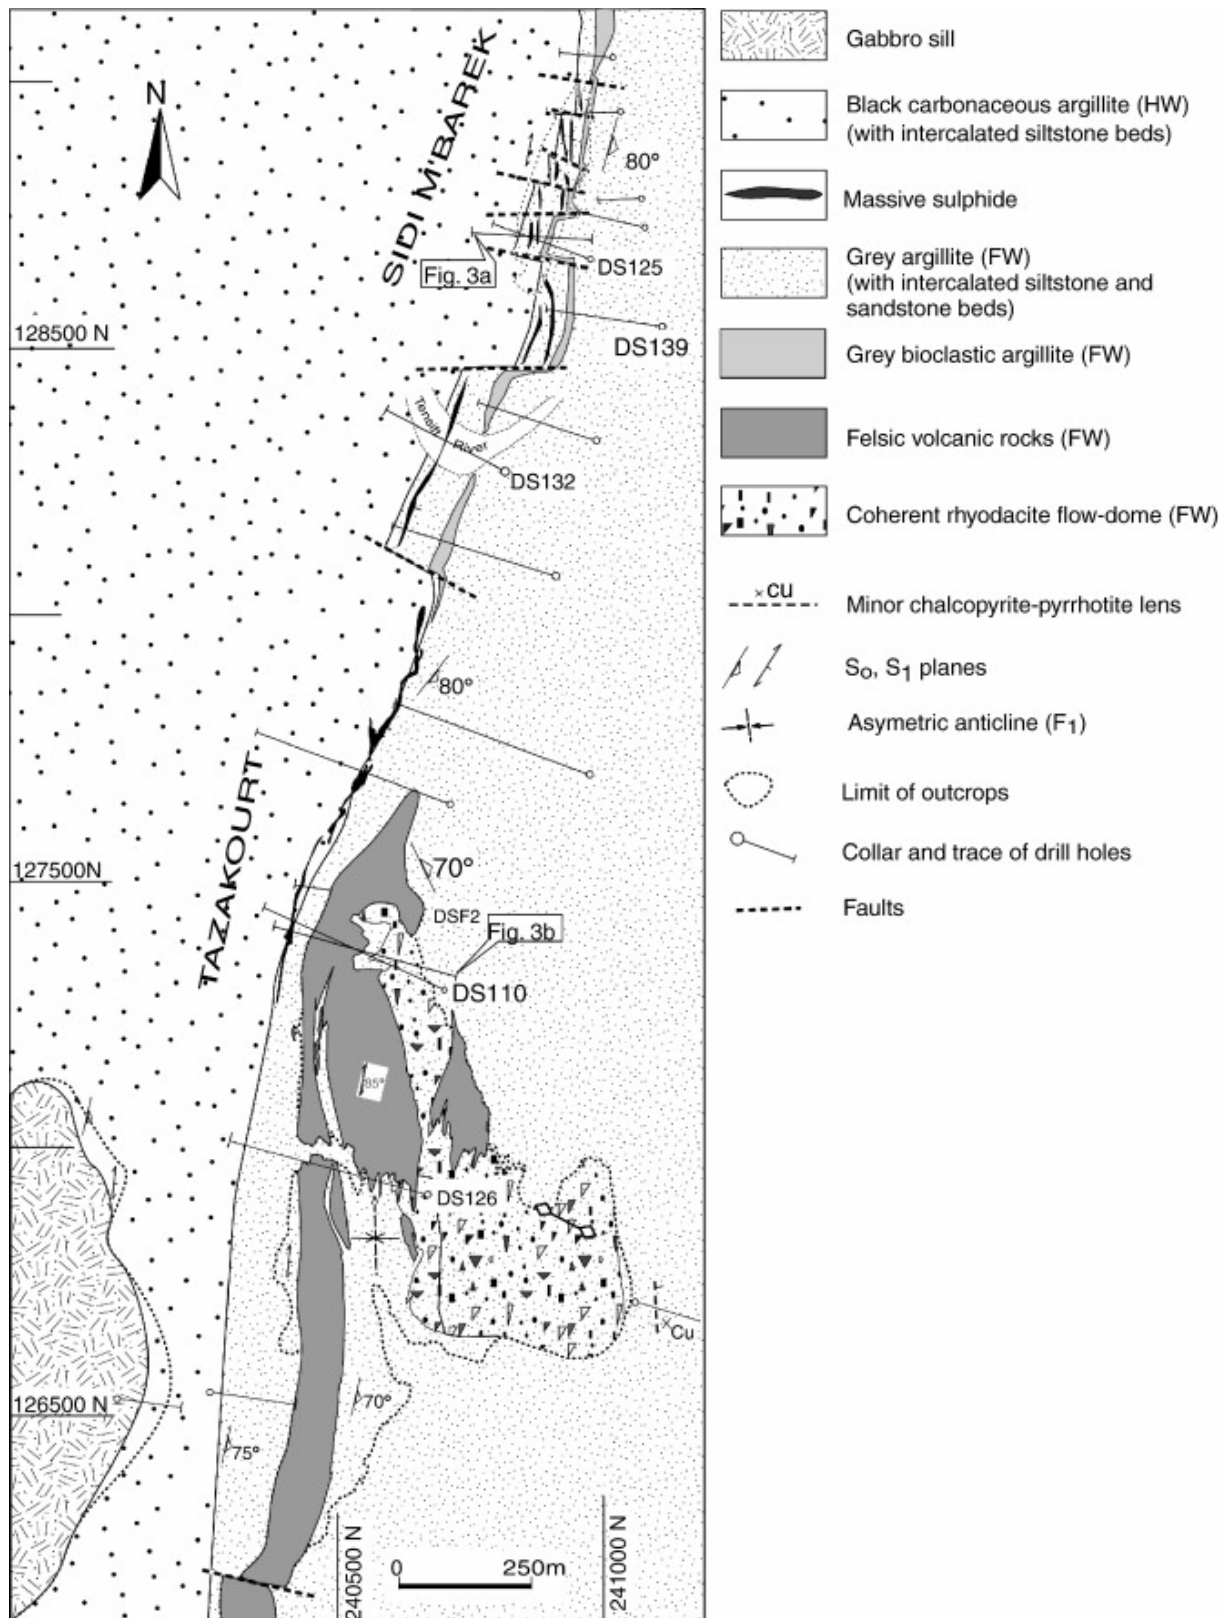 N
SIDI M'BAREK
80°
Fig. 3a
DS125
128500 N
DS139
Tensift River
DS132
80°
TAZAKOURT
127500N
70°
DSF2
Fig. 3b
DS110
85°
DS126
Cu
126500 N
70°
75°
240500 N
0 250m
241000 N
Gabbro sill
Black carbonaceous argillite (HW)
(with intercalated siltstone beds)
Massive sulphide
Grey argillite (FW)
(with intercalated siltstone and
sandstone beds)
Grey bioclastic argillite (FW)
Felsic volcanic rocks (FW)
Coherent rhyodacite flow-dome (FW)
×cu
Minor chalcopyrite-pyrrhotite lens
So, S1 planes
Asymetric anticline (F1)
Limit of outcrops
Collar and trace of drill holes
Faults